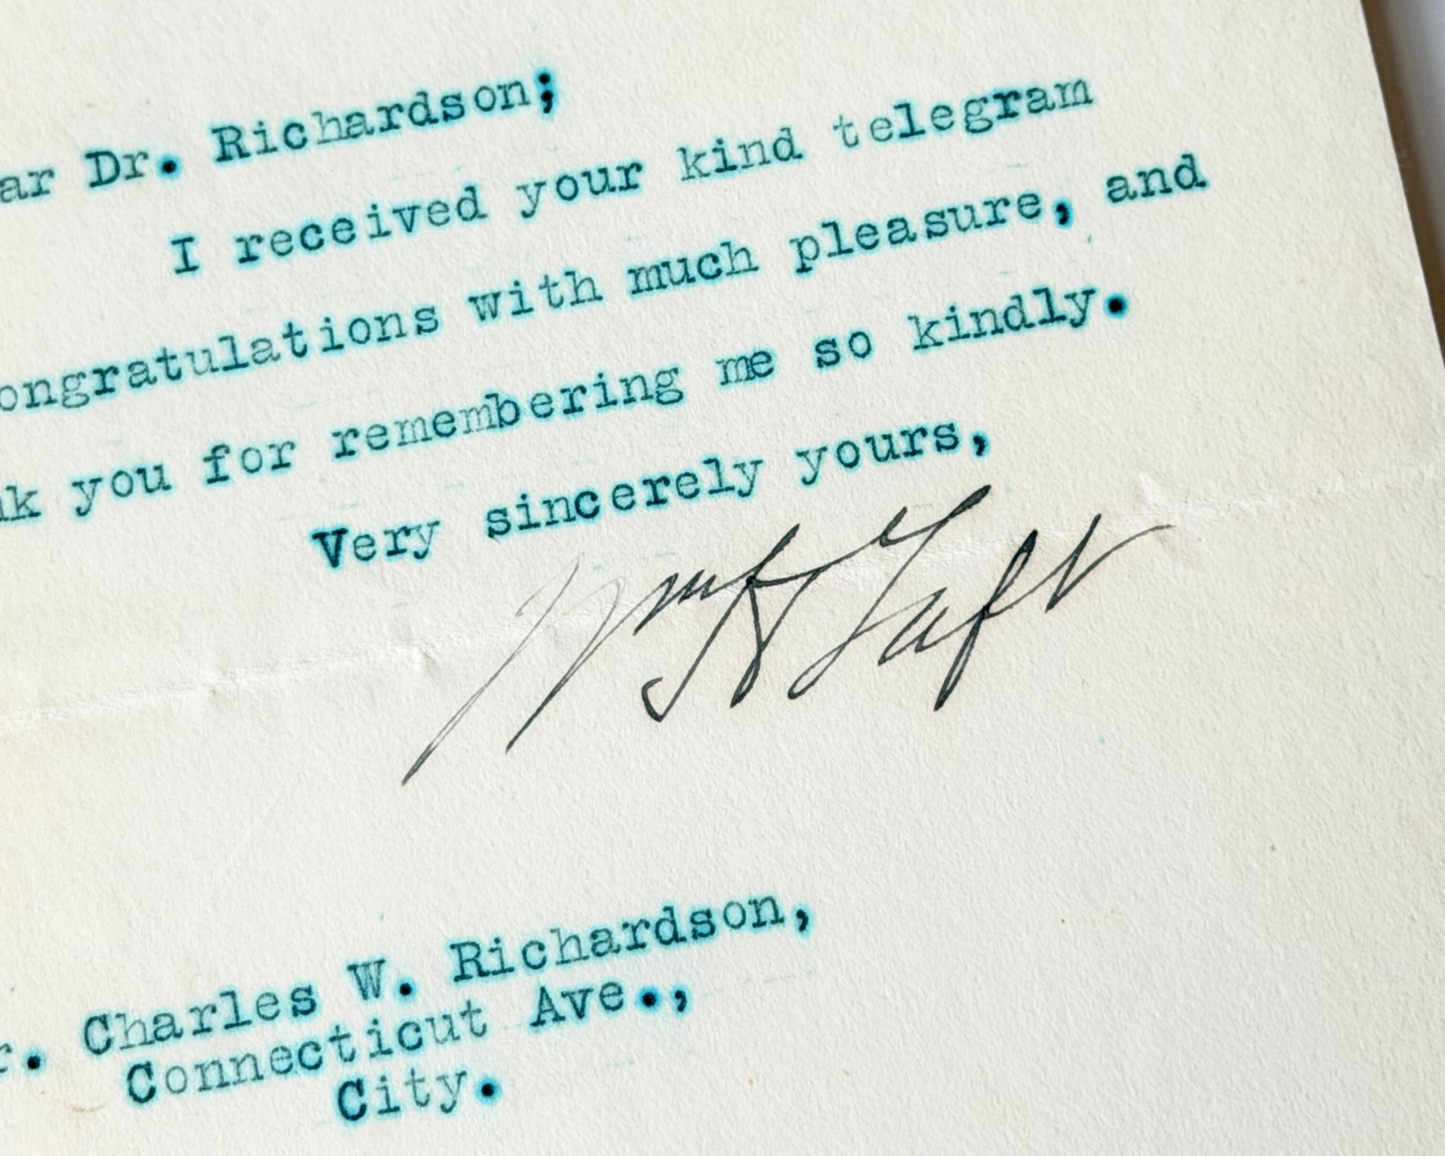 ar Dr. Richardson;
I received your kind telegram
ongratulations with much pleasure, and
nk you for remembering me so kindly.
Very sincerely yours,
Wm H Taft
r. Charles W. Richardson,
Connecticut Ave.,
City.